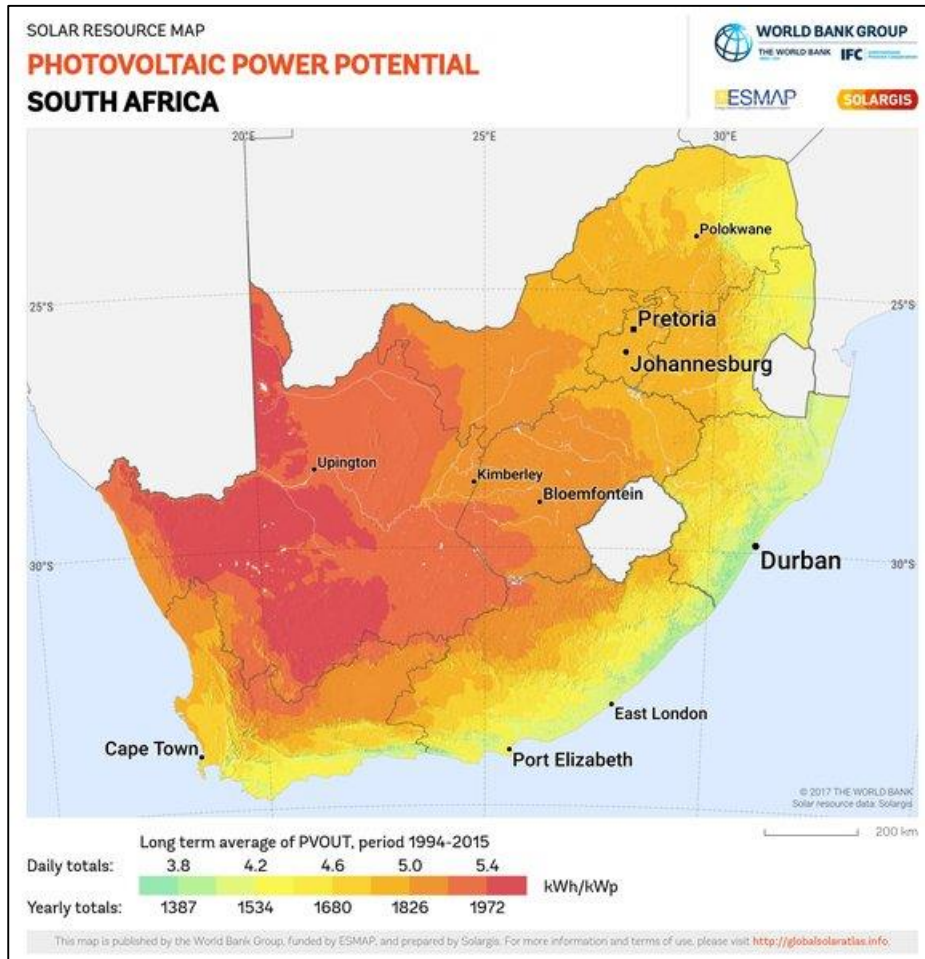 SOLAR RESOURCE MAP
PHOTOVOLTAIC POWER POTENTIAL
SOUTH AFRICA
WORLD BANK GROUP
THE WORLD BANK
IFC
ESMAP
SOLARGIS
20°E
25°E
30°E
Polokwane
25°S
25°S
Pretoria
Johannesburg
Upington
Kimberley
Bloemfontein
Durban
30°S
30°S
East London
Cape Town
Port Elizabeth
© 2017 THE WORLD BANK
Solar resource data: Solargis
200 km
Long term average of PVOUT, period 1994-2015
Daily totals: 3.8 4.2 4.6 5.0 5.4
kWh/kWp
Yearly totals: 1387 1534 1680 1826 1972
This map is published by the World Bank Group, funded by ESMAP, and prepared by Solargis. For more information and terms of use, please visit http://globalsolaratlas.info.